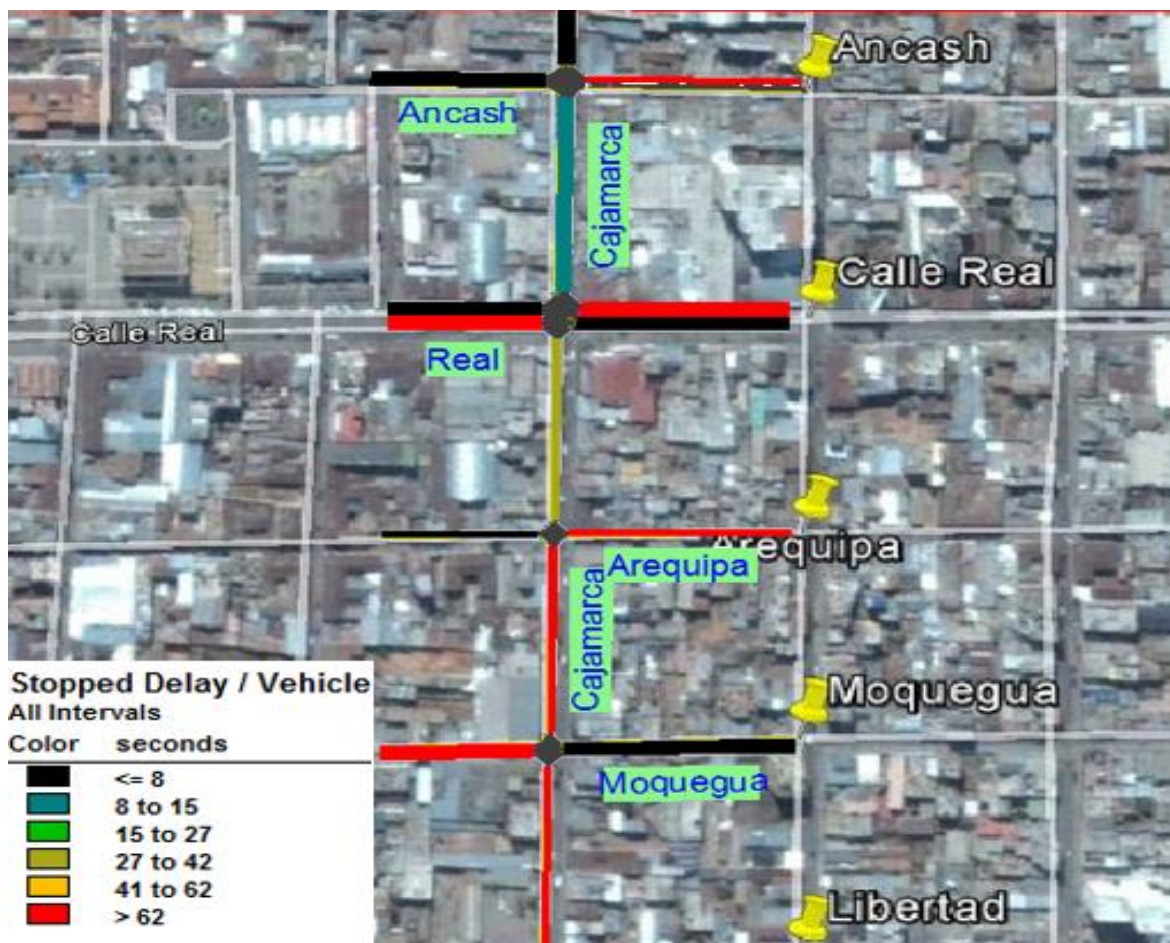 Ancash
Ancash
Cajamarca
Calle Real
Calle Real
Real
Arequipa
Arequipa
Cajamarca
Moquegua
Moquegua
Libertad
Stopped Delay / Vehicle
All Intervals
Color seconds
<= 8
8 to 15
15 to 27
27 to 42
41 to 62
> 62